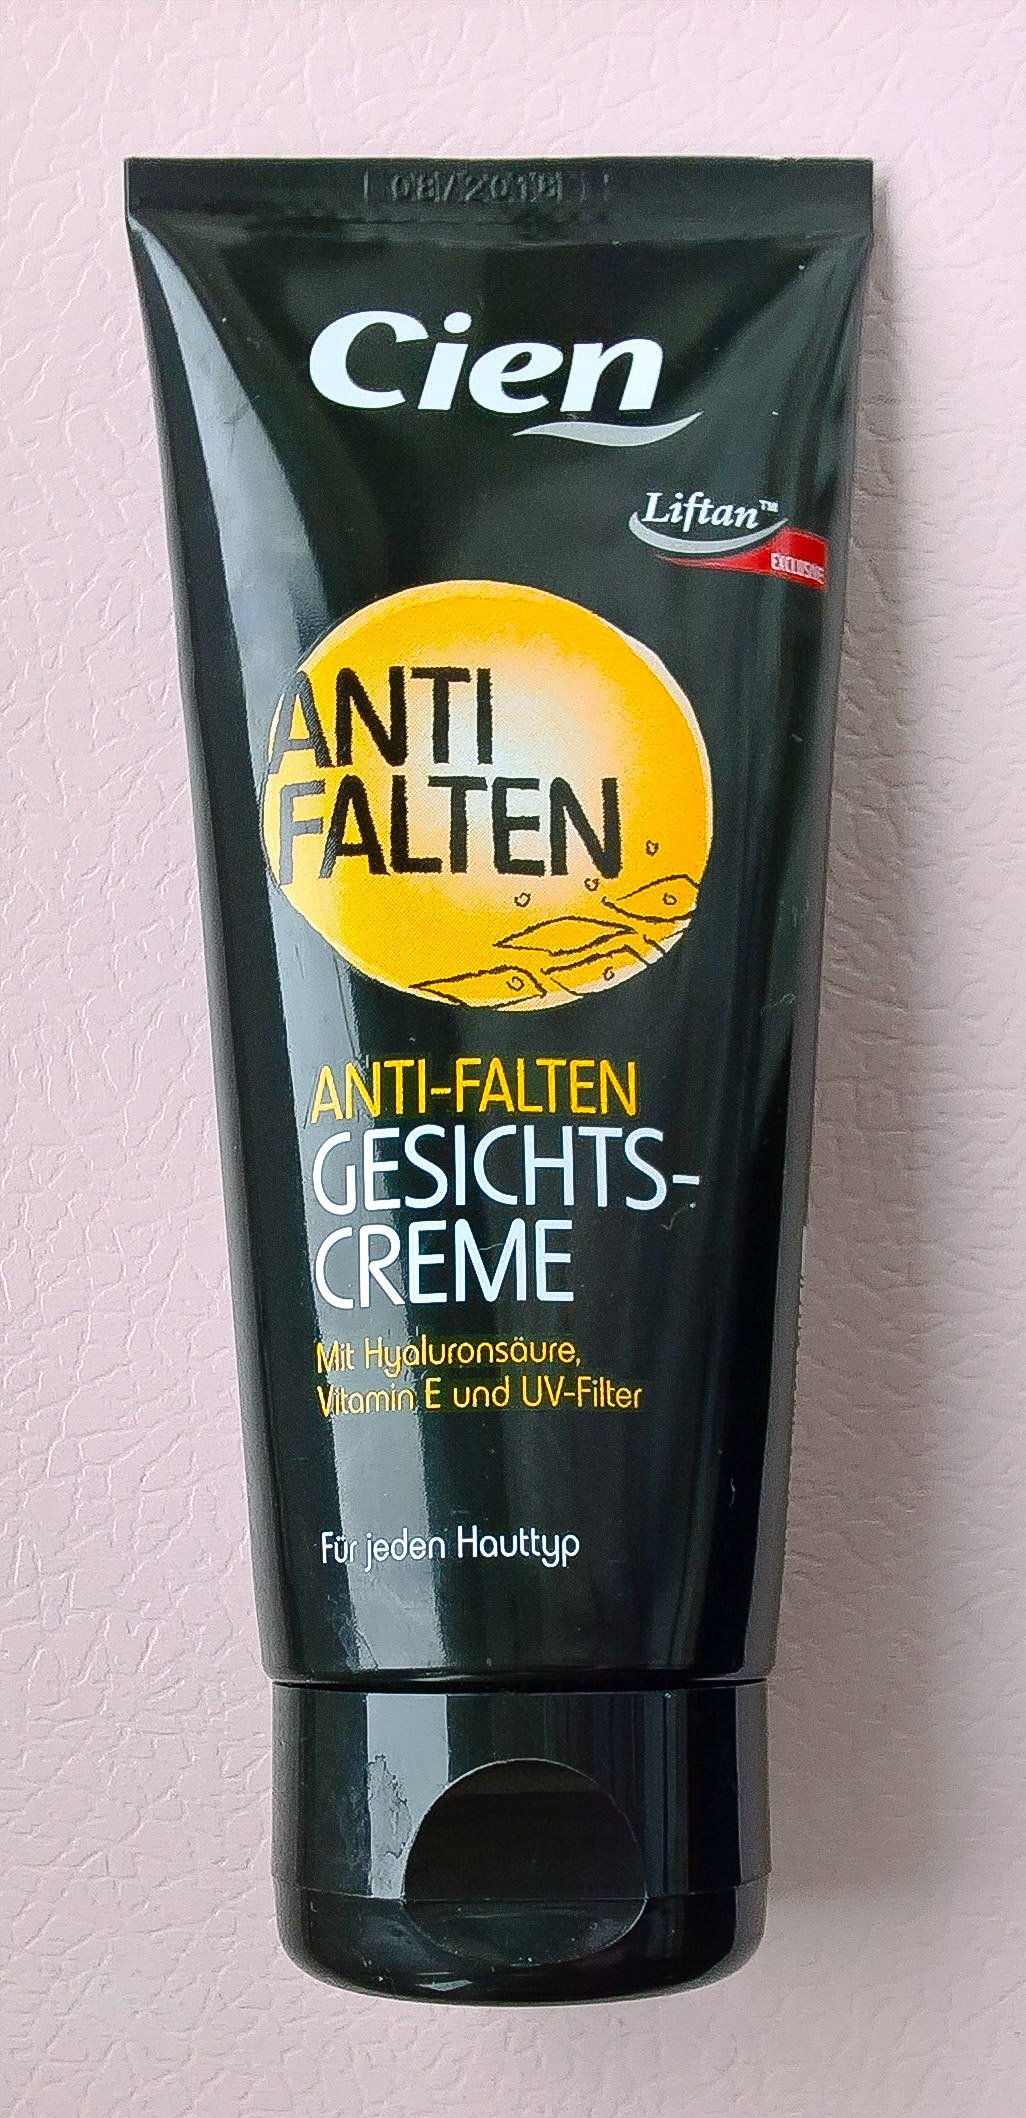 08/2018
Cien
Liftan™
EXCLUSIVE
ANTI
FALTEN
ANTI-FALTEN
GESICHTS-
CREME
Mit Hyaluronsäure,
Vitamin E und UV-Filter
Für jeden Hauttyp